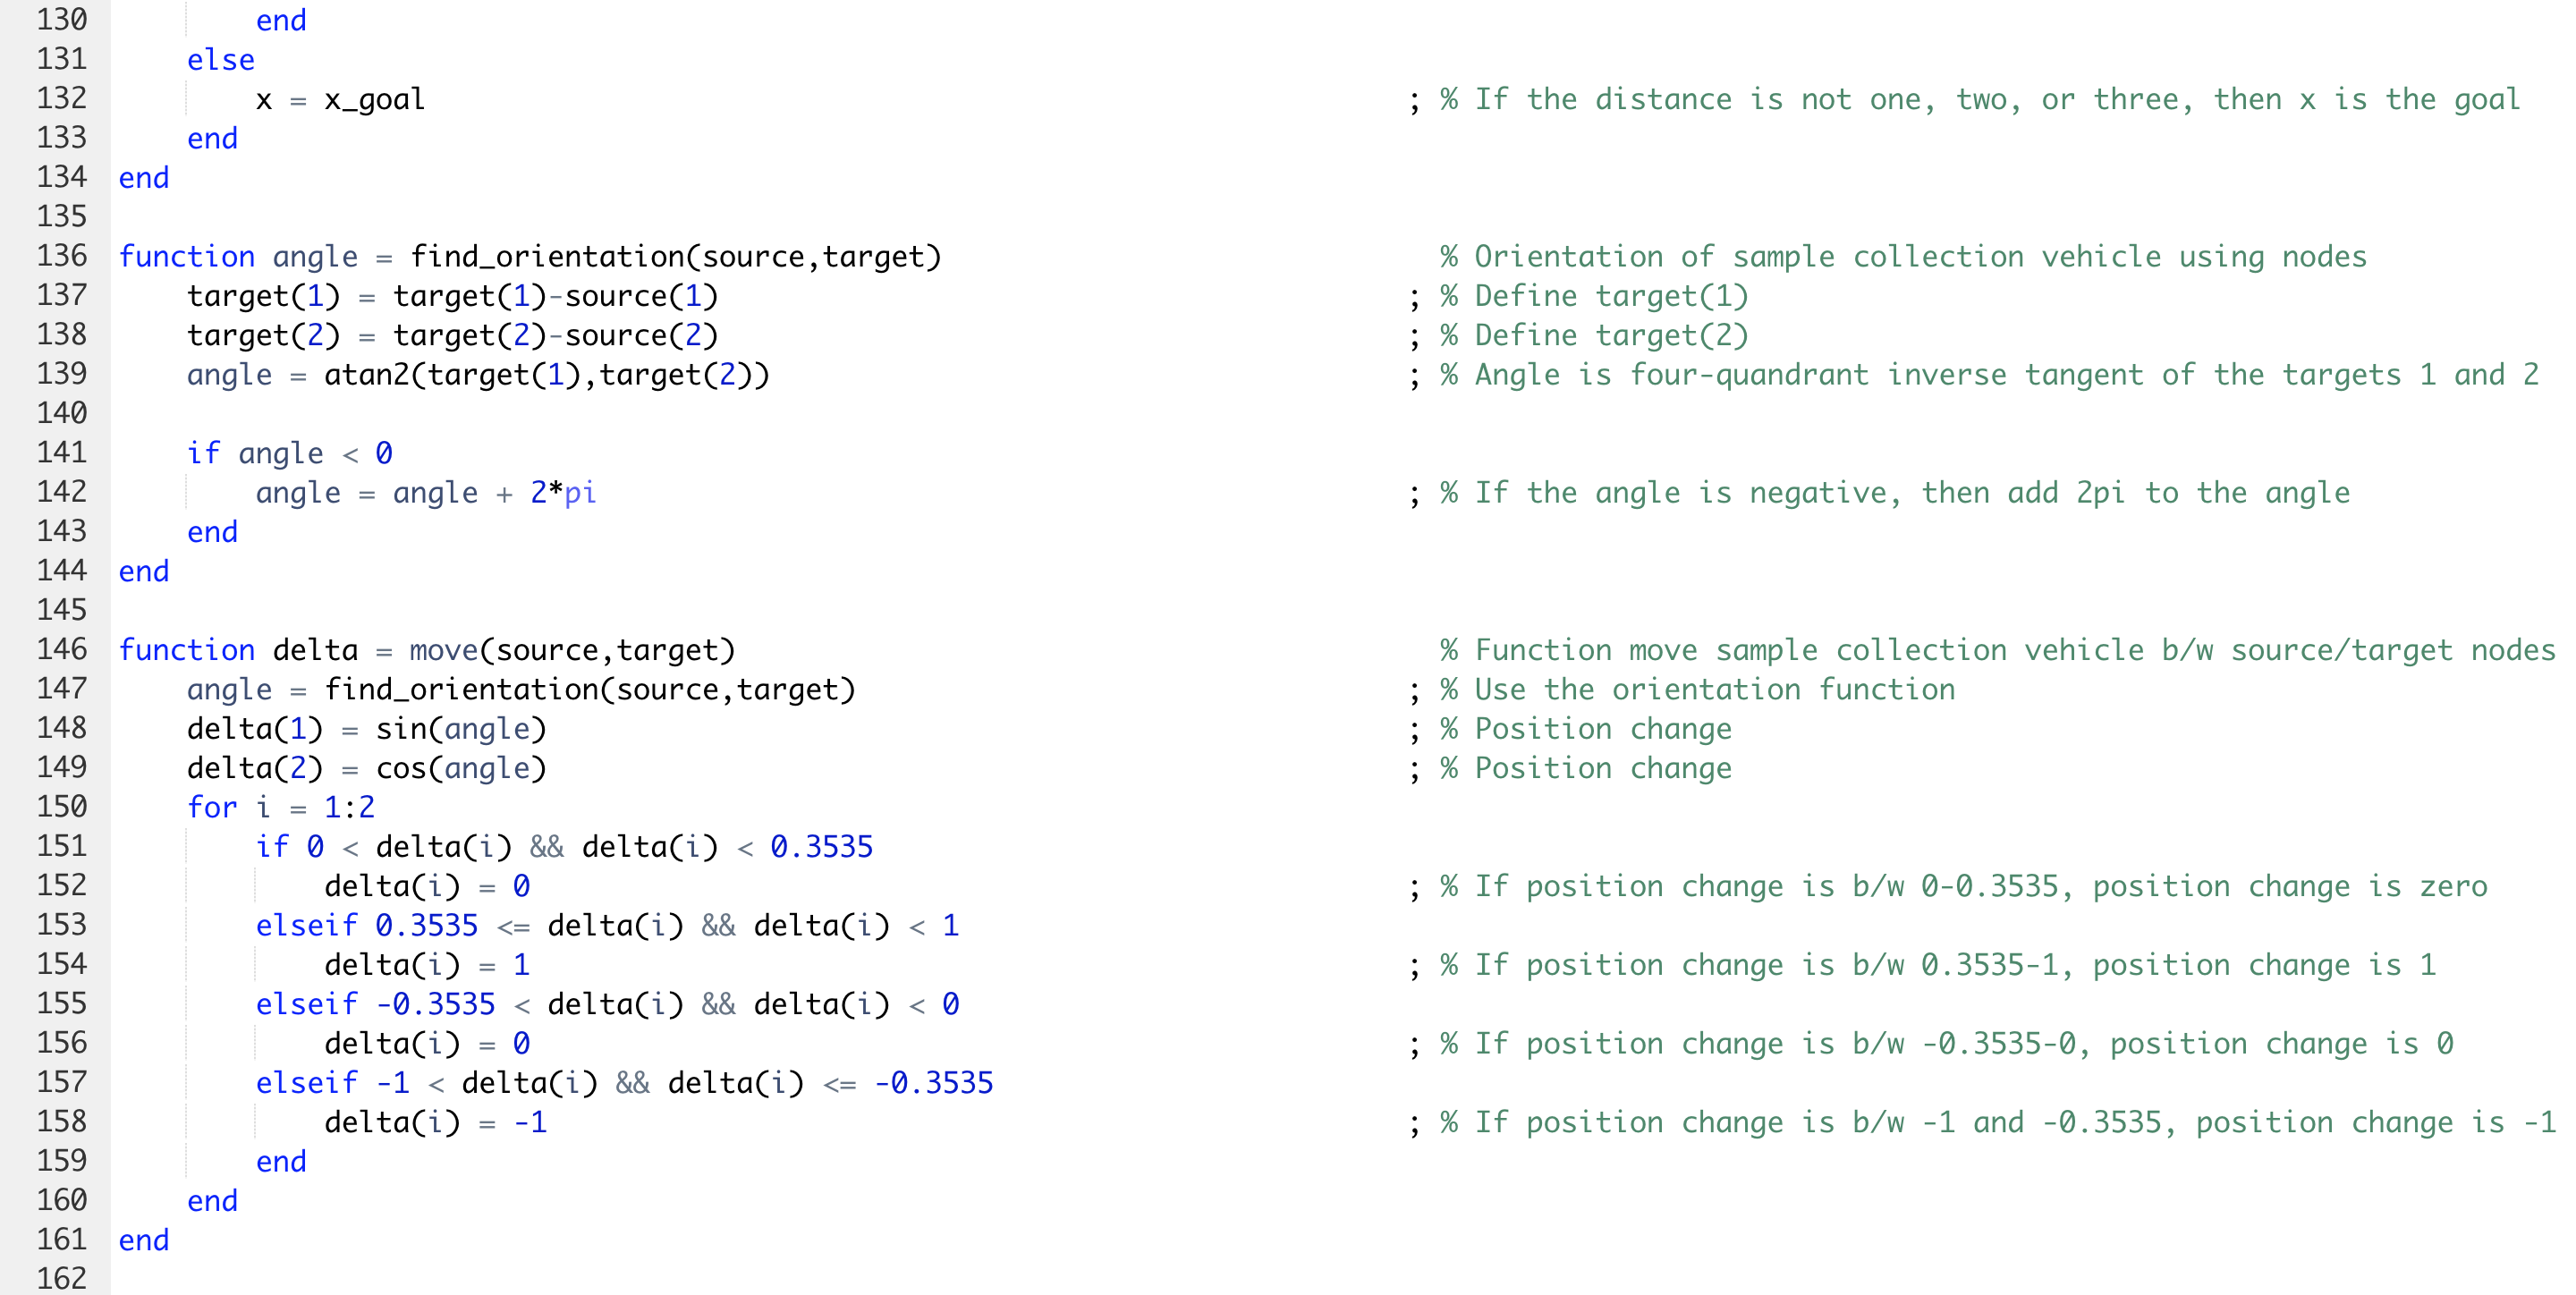 130 end
131 else
132 x = x_goal ; % If the distance is not one, two, or three, then x is the goal
133 end
134 end
135
136 function angle = find_orientation(source,target) % Orientation of sample collection vehicle using nodes
137 target(1) = target(1)-source(1) ; % Define target(1)
138 target(2) = target(2)-source(2) ; % Define target(2)
139 angle = atan2(target(1),target(2)) ; % Angle is four-quandrant inverse tangent of the targets 1 and 2
140
141 if angle < 0
142 angle = angle + 2*pi ; % If the angle is negative, then add 2pi to the angle
143 end
144 end
145
146 function delta = move(source,target) % Function move sample collection vehicle b/w source/target nodes
147 angle = find_orientation(source,target) ; % Use the orientation function
148 delta(1) = sin(angle) ; % Position change
149 delta(2) = cos(angle) ; % Position change
150 for i = 1:2
151 if 0 < delta(i) && delta(i) < 0.3535
152 delta(i) = 0 ; % If position change is b/w 0-0.3535, position change is zero
153 elseif 0.3535 <= delta(i) && delta(i) < 1
154 delta(i) = 1 ; % If position change is b/w 0.3535-1, position change is 1
155 elseif -0.3535 < delta(i) && delta(i) < 0
156 delta(i) = 0 ; % If position change is b/w -0.3535-0, position change is 0
157 elseif -1 < delta(i) && delta(i) <= -0.3535
158 delta(i) = -1 ; % If position change is b/w -1 and -0.3535, position change is -1
159 end
160 end
161 end
162